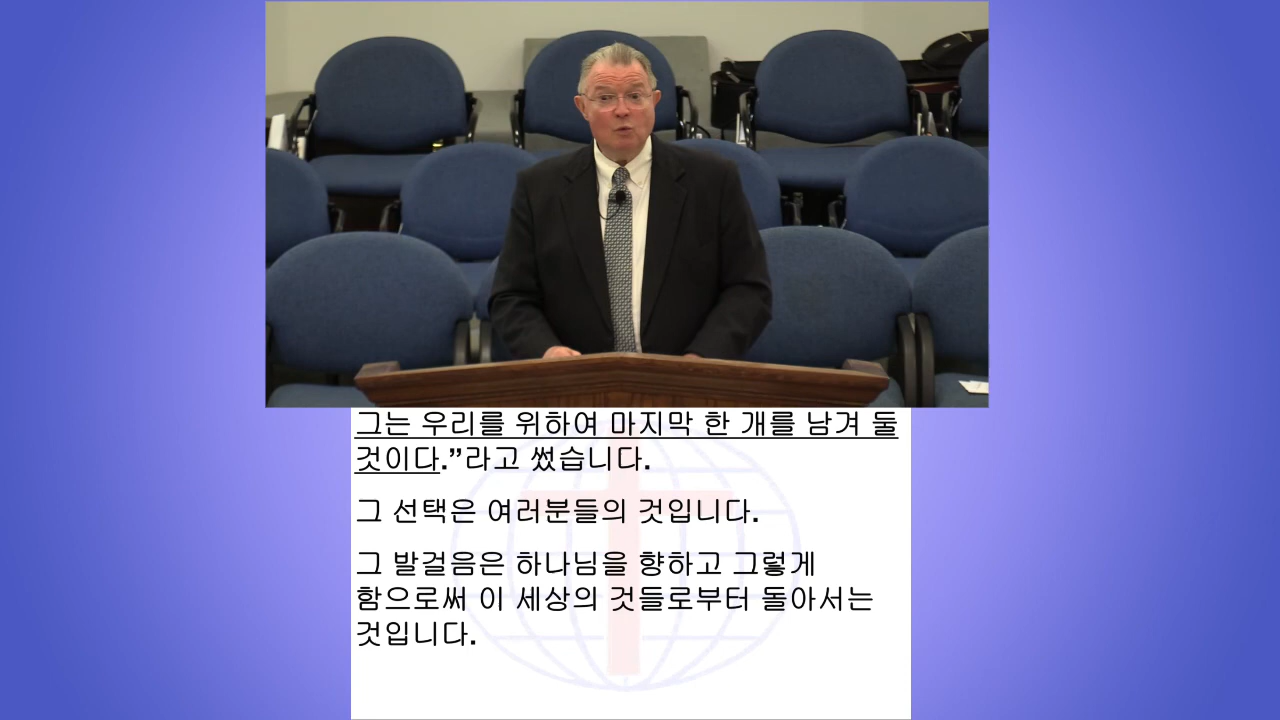 그는 우리를 위하여 마지막 한 개를 남겨 둘
것이다.”라고 썼습니다.
그 선택은 여러분들의 것입니다.
그 발걸음은 하나님을 향하고 그렇게
함으로써 이 세상의 것들로부터 돌아서는
것입니다.